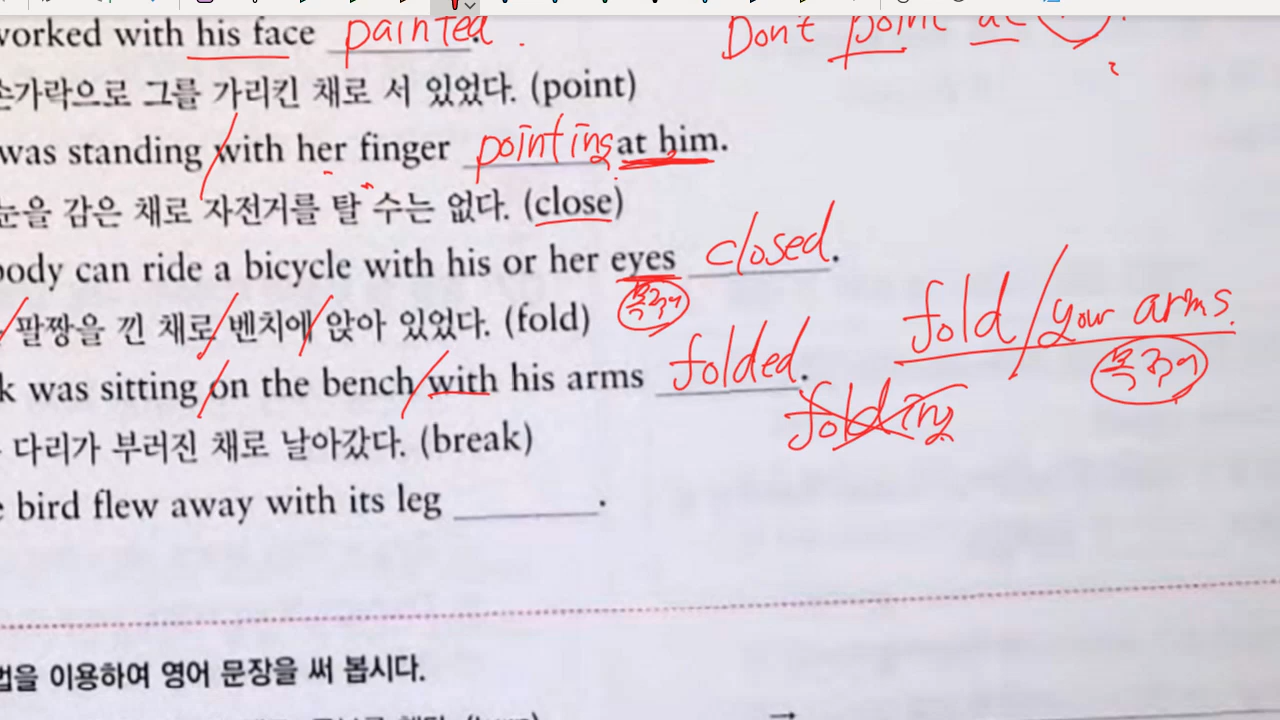 worked with his face painted.
Don't point at
손가락으로 그를 가리킨 채로 서 있었다. (point)
was standing with her finger pointing at him.
눈을 감은 채로 자전거를 탈 수는 없다. (close)
body can ride a bicycle with his or her eyes closed.
목적어
fold / your arms.
목적어
팔짱을 낀 채로 벤치에 앉아 있었다. (fold)
k was sitting on the bench with his arms folded.
folding
다리가 부러진 채로 날아갔다. (break)
e bird flew away with its leg ______.
법을 이용하여 영어 문장을 써 봅시다.